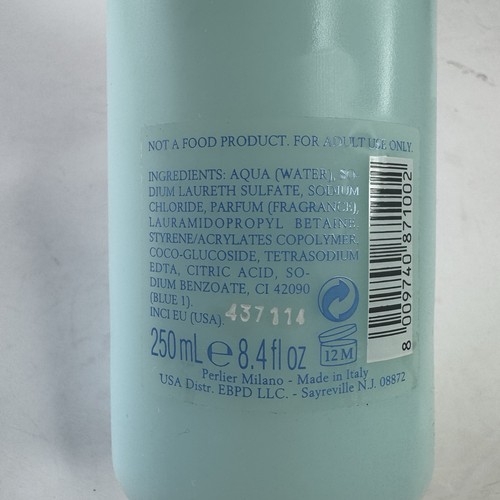 NOT A FOOD PRODUCT. FOR ADULT USE ONLY.
INGREDIENTS: AQUA (WATER), SO-
DIUM LAURETH SULFATE, SODIUM
CHLORIDE, PARFUM (FRAGRANCE),
LAURAMIDOPROPYL BETAINE,
STYRENE/ACRYLATES COPOLYMER,
COCO-GLUCOSIDE, TETRASODIUM
EDTA, CITRIC ACID, SO-
DIUM BENZOATE, CI 42090
(BLUE 1).
INCI EU (USA).
437114
250 mL ℮ 8.4 fl oz
12 M
Perlier Milano - Made in Italy
USA Distr. EBPD LLC. - Sayreville N.J. 08872
8 009740 871002